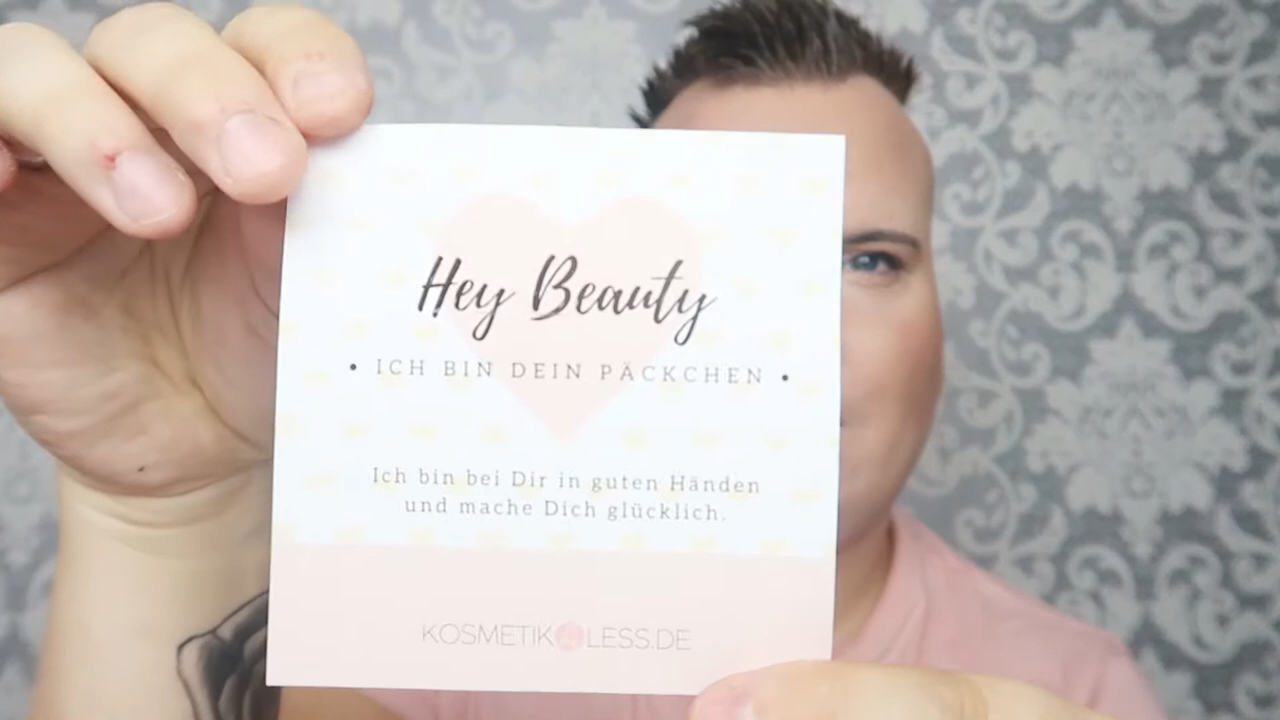 Hey Beauty
• ICH BIN DEIN PÄCKCHEN •
Ich bin bei Dir in guten Händen
und mache Dich glücklich.
KOSMETIK LESS.DE